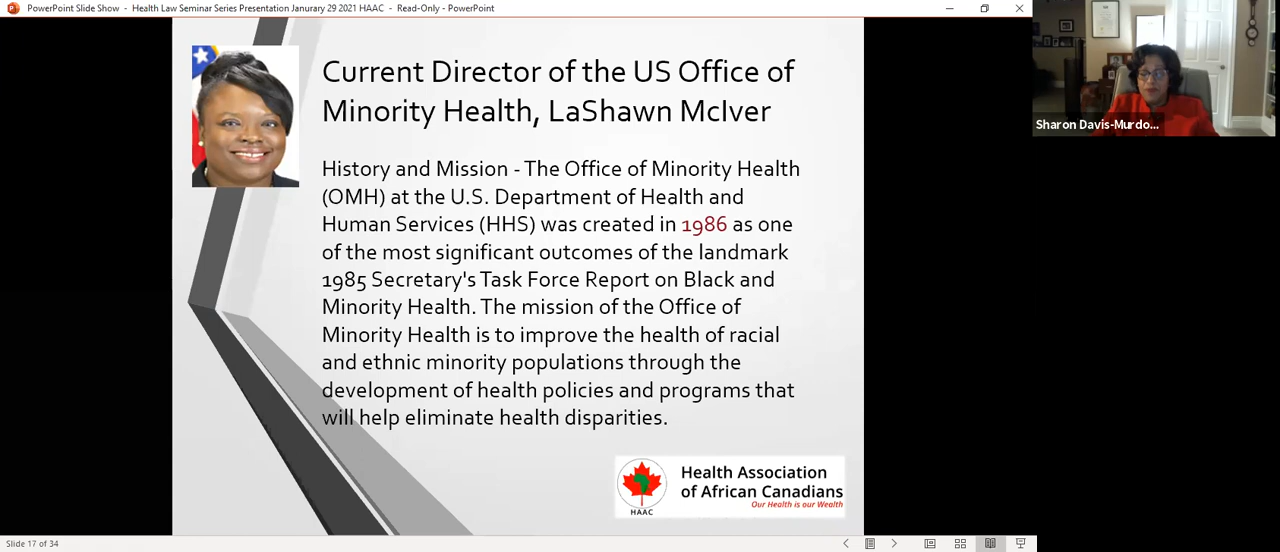 PowerPoint Slide Show - Health Law Seminar Series Presentation Janurary 29 2021 HAAC - Read-Only - PowerPoint
Current Director of the US Office of
Minority Health, LaShawn McIver
History and Mission - The Office of Minority Health
(OMH) at the U.S. Department of Health and
Human Services (HHS) was created in 1986 as one
of the most significant outcomes of the landmark
1985 Secretary's Task Force Report on Black and
Minority Health. The mission of the Office of
Minority Health is to improve the health of racial
and ethnic minority populations through the
development of health policies and programs that
will help eliminate health disparities.
HAAC
Health Association
of African Canadians
Our Health is our Wealth
Sharon Davis-Murdo...
Slide 17 of 34